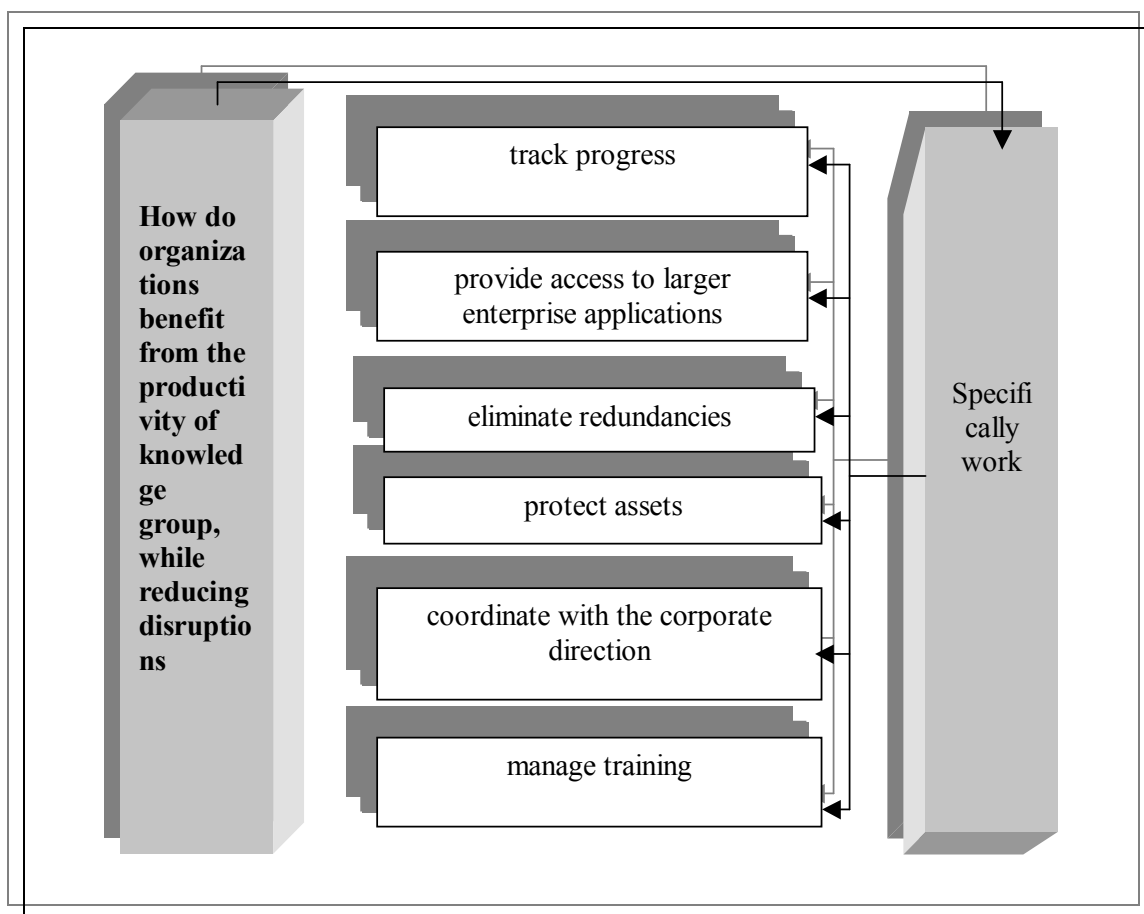 How do
organiza
tions
benefit
from the
producti
vity of
knowled
ge
group,
while
reducing
disruptio
ns
track progress
provide access to larger
enterprise applications
eliminate redundancies
protect assets
coordinate with the corporate
direction
manage training
Specifi
cally
work